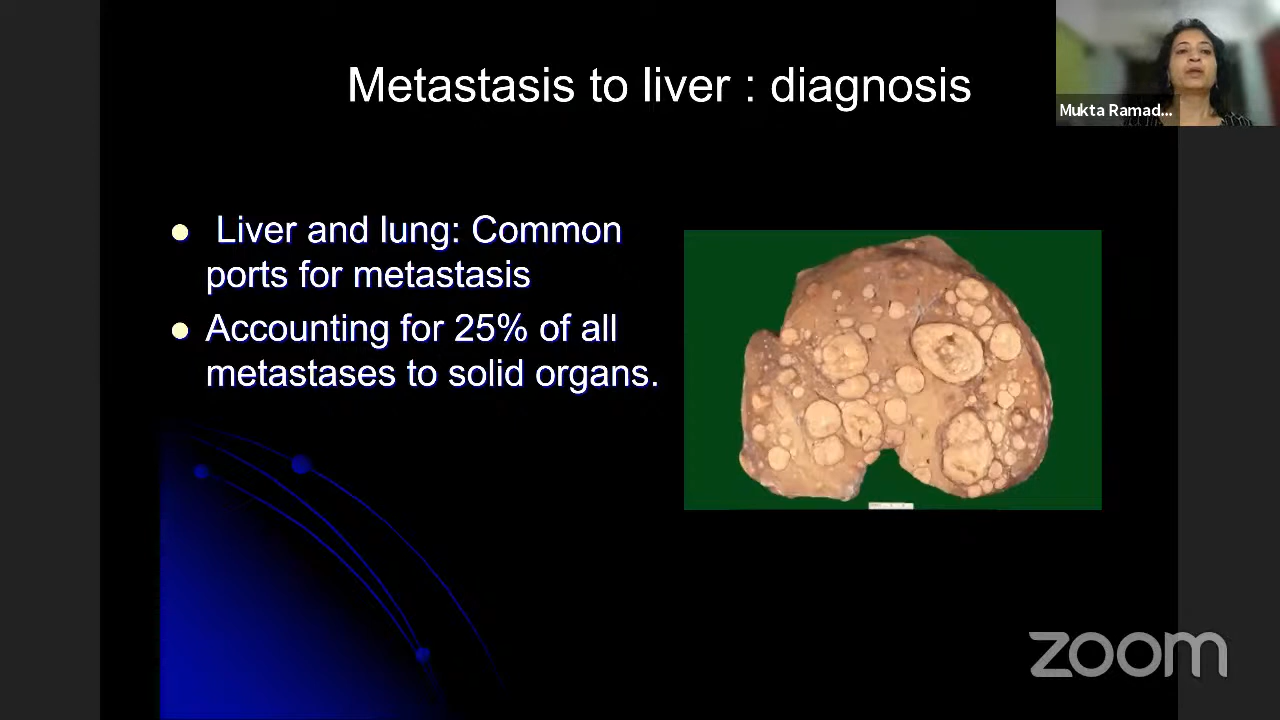 Metastasis to liver : diagnosis
Mukta Ramad...
Liver and lung: Common
ports for metastasis
Accounting for 25% of all
metastases to solid organs.
zoom